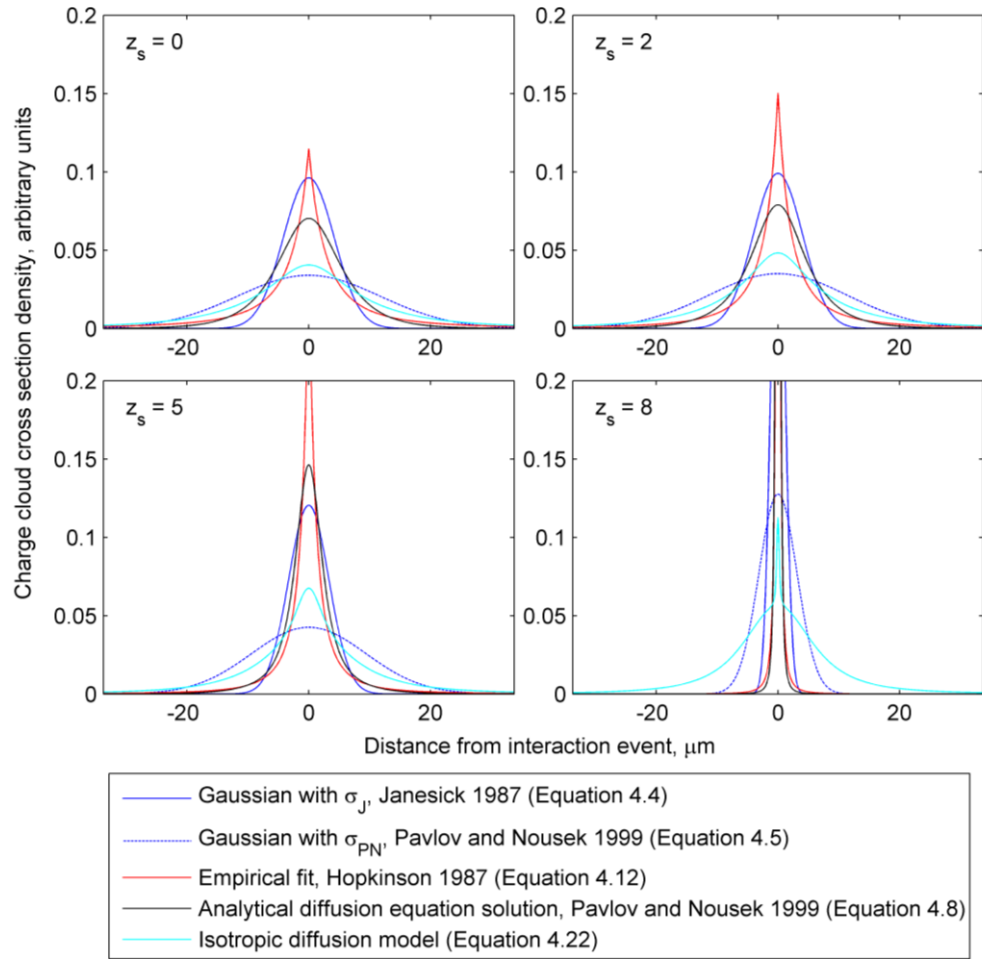 0.2
0.15
0.1
0.05
0
z_s = 0
-20 0 20
0.2
0.15
0.1
0.05
0
z_s = 2
-20 0 20
Charge cloud cross section density, arbitrary units
0.2
0.15
0.1
0.05
0
z_s = 5
-20 0 20
0.2
0.15
0.1
0.05
0
z_s = 8
-20 0 20
Distance from interaction event, μm
Gaussian with σ_J, Janesick 1987 (Equation 4.4)
Gaussian with σ_PN, Pavlov and Nousek 1999 (Equation 4.5)
Empirical fit, Hopkinson 1987 (Equation 4.12)
Analytical diffusion equation solution, Pavlov and Nousek 1999 (Equation 4.8)
Isotropic diffusion model (Equation 4.22)